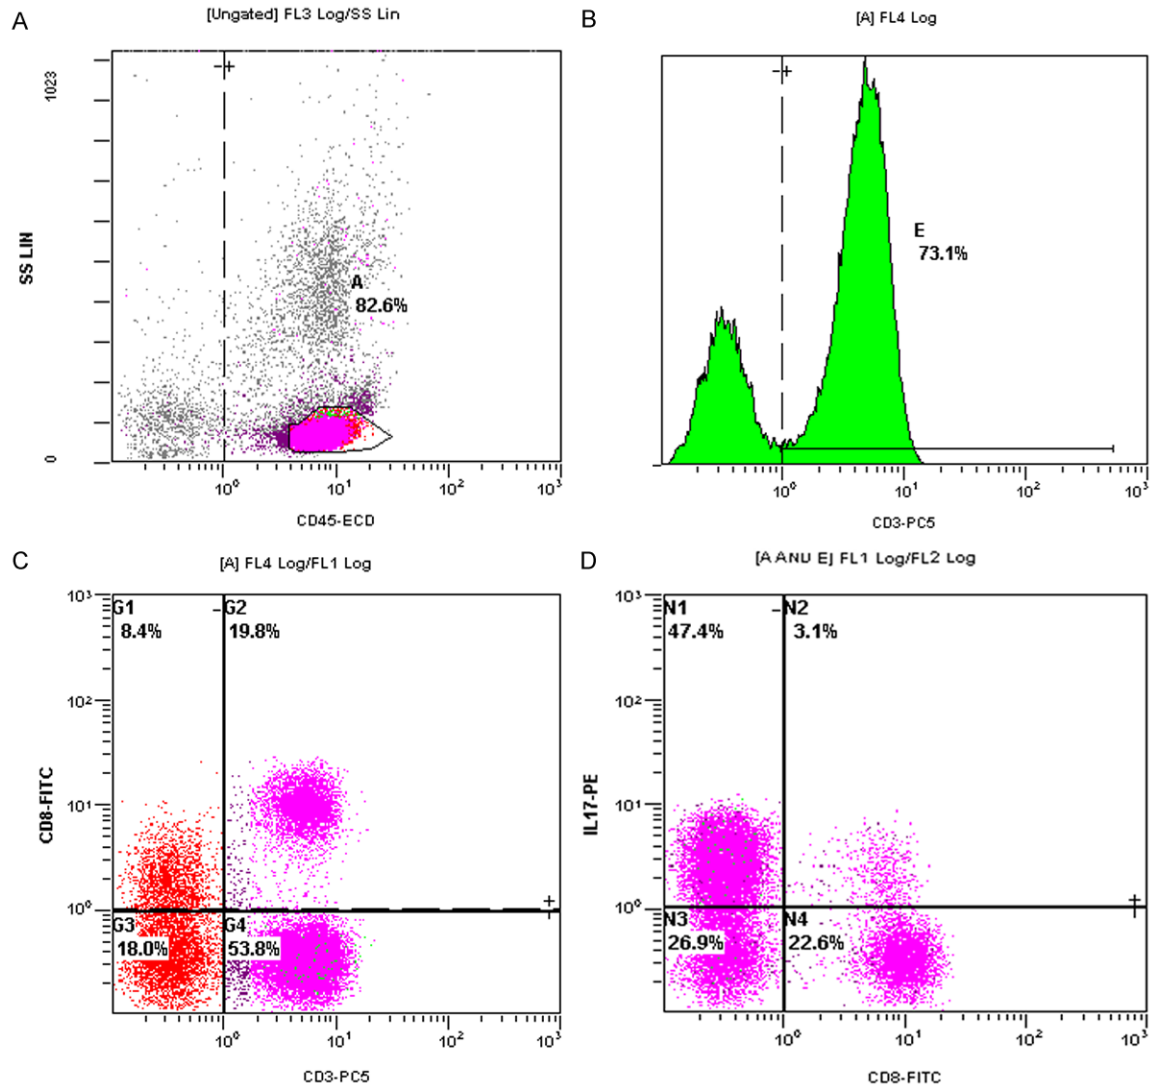 A
[Ungated] FL3 Log/SS Lin
-+
1023
SS LIN
0
A
82.6%
10⁰ 10¹ 10² 10³
CD45-ECD
B
[A] FL4 Log
-+
E
73.1%
10⁰ 10¹ 10² 10³
CD3-PC5
C
[A] FL4 Log/FL1 Log
10³
10²
10¹
10⁰
CD8-FITC
G1
8.4%
-
G2
19.8%
+
G3
18.0%
G4
53.8%
10⁰ 10¹ 10² 10³
CD3-PC5
D
[A AND E] FL1 Log/FL2 Log
10³
10²
10¹
10⁰
IL17-PE
N1
47.4%
-
N2
3.1%
+
N3
26.9%
N4
22.6%
10⁰ 10¹ 10² 10³
CD8-FITC